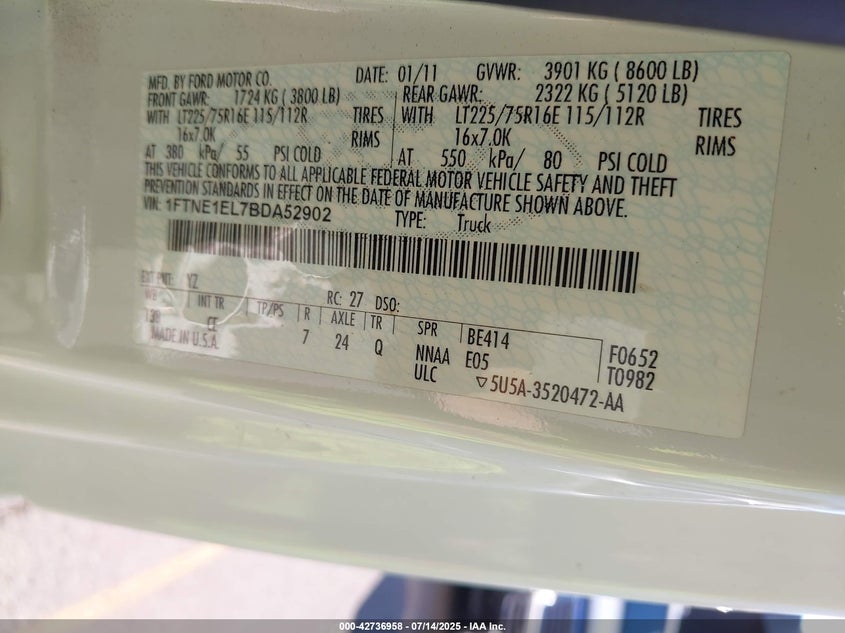 MFD. BY FORD MOTOR CO. DATE: 01/11 GVWR: 3901 KG ( 8600 LB)
FRONT GAWR: 1724 KG ( 3800 LB) REAR GAWR: 2322 KG ( 5120 LB)
WITH LT225/75R16E 115/112R TIRES WITH LT225/75R16E 115/112R TIRES
16x7.0K RIMS 16x7.0K RIMS
AT 380 kPa/ 55 PSI COLD AT 550 kPa/ 80 PSI COLD
THIS VEHICLE CONFORMS TO ALL APPLICABLE FEDERAL MOTOR VEHICLE SAFETY AND THEFT
PREVENTION STANDARDS IN EFFECT ON THE DATE OF MANUFACTURE SHOWN ABOVE.
VIN: 1FTNE1EL7BDA52902 TYPE: Truck
EXT PNT: YZ RC: 27 DSO:
WB INT TR TP/PS R AXLE TR SPR BE414 F0652
138 CE 7 24 Q NNAA E05 T0982
MADE IN U.S.A. ULC ▽5U5A-3520472-AA
000-42736958 - 07/14/2025 - IAA Inc.